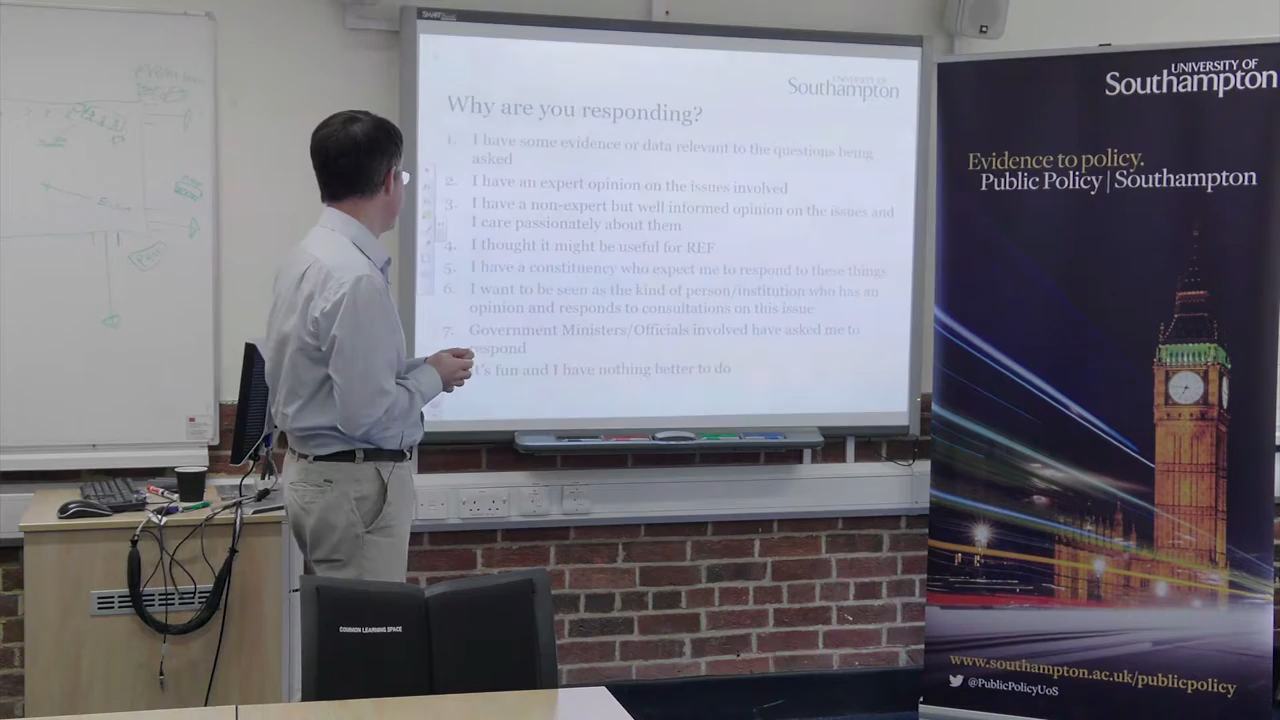 SMART
UNIVERSITY OF
Southampton
Why are you responding?
1. I have some evidence or data relevant to the questions being
asked
2. I have an expert opinion on the issues involved
3. I have a non-expert but well informed opinion on the issues and
I care passionately about them
4. I thought it might be useful for REF
5. I have a constituency who expect me to respond to these things
6. I want to be seen as the kind of person/institution who has an
opinion and responds to consultations on this issue
7. Government Ministers/Officials involved have asked me to
respond
It's fun and I have nothing better to do
UNIVERSITY OF
Southampton
Evidence to policy.
Public Policy | Southampton
www.southampton.ac.uk/publicpolicy
@PublicPolicyUoS
COMMON LEARNING SPACE